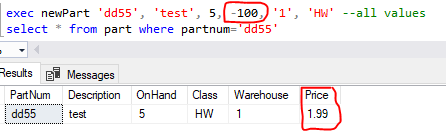 exec newPart 'dd55', 'test', 5, -100, '1', 'HW' --all values
select * from part where partnum='dd55'
%
Results Messages
PartNum Description OnHand Class Warehouse Price
dd55 test 5 HW 1 1.99